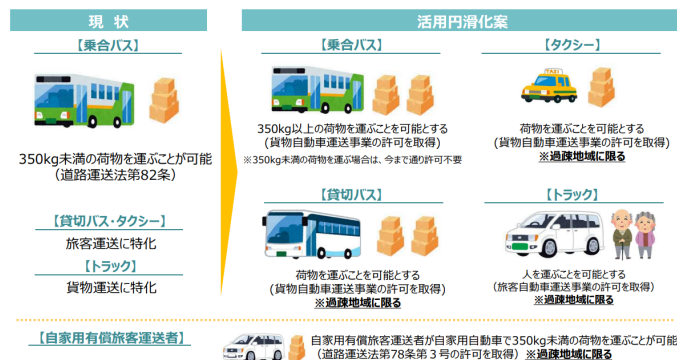 現 状
【乗合バス】
350kg未満の荷物を運ぶことが可能
(道路運送法第82条)
【貸切バス・タクシー】
旅客運送に特化
【トラック】
貨物運送に特化
活用円滑化案
【乗合バス】
350kg以上の荷物を運ぶことを可能とする
(貨物自動車運送事業の許可を取得)
※350kg未満の荷物を運ぶ場合は、今まで通り許可不要
【タクシー】
TAXI
荷物を運ぶことを可能とする
(貨物自動車運送事業の許可を取得)
※過疎地域に限る
【貸切バス】
荷物を運ぶことを可能とする
(貨物自動車運送事業の許可を取得)
※過疎地域に限る
【トラック】
人を運ぶことを可能とする
(旅客自動車運送事業の許可を取得)
※過疎地域に限る
【自家用有償旅客運送者】
自家用有償旅客運送者が自家用自動車で350kg未満の荷物を運ぶことが可能
(道路運送法第78条第3号の許可を取得) ※過疎地域に限る